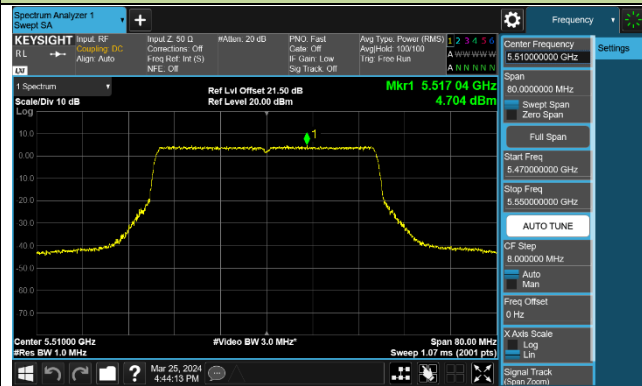 Spectrum Analyzer 1
Swept SA
Frequency
KEYSIGHT
RL
LXI
Input: RF
Coupling: DC
Align: Auto
Input Z: 50 Ω
Corrections: Off
Freq Ref: Int (S)
NFE: Off
#Atten: 20 dB
PNO: Fast
Gate: Off
IF Gain: Low
Sig Track: Off
Avg Type: Power (RMS)
Avg|Hold: 100/100
Trig: Free Run
1 2 3 4 5 6
A W W W W W
A N N N N N
1 Spectrum
Scale/Div 10 dB
Log
Ref Lvl Offset 21.50 dB
Ref Level 20.00 dBm
Mkr1 5.517 04 GHz
4.704 dBm
1
10.0
0.00
-10.0
-20.0
-30.0
-40.0
-50.0
-60.0
-70.0
Center 5.51000 GHz
#Res BW 1.0 MHz
#Video BW 3.0 MHz*
Span 80.00 MHz
Sweep 1.07 ms (2001 pts)
Mar 25, 2024
4:44:13 PM
Center Frequency
5.510000000 GHz
Span
80.0000000 MHz
Swept Span
Zero Span
Full Span
Start Freq
5.470000000 GHz
Stop Freq
5.550000000 GHz
AUTO TUNE
CF Step
8.000000 MHz
Auto
Man
Freq Offset
0 Hz
X Axis Scale
Log
Lin
Signal Track
(Span Zoom)
Settings